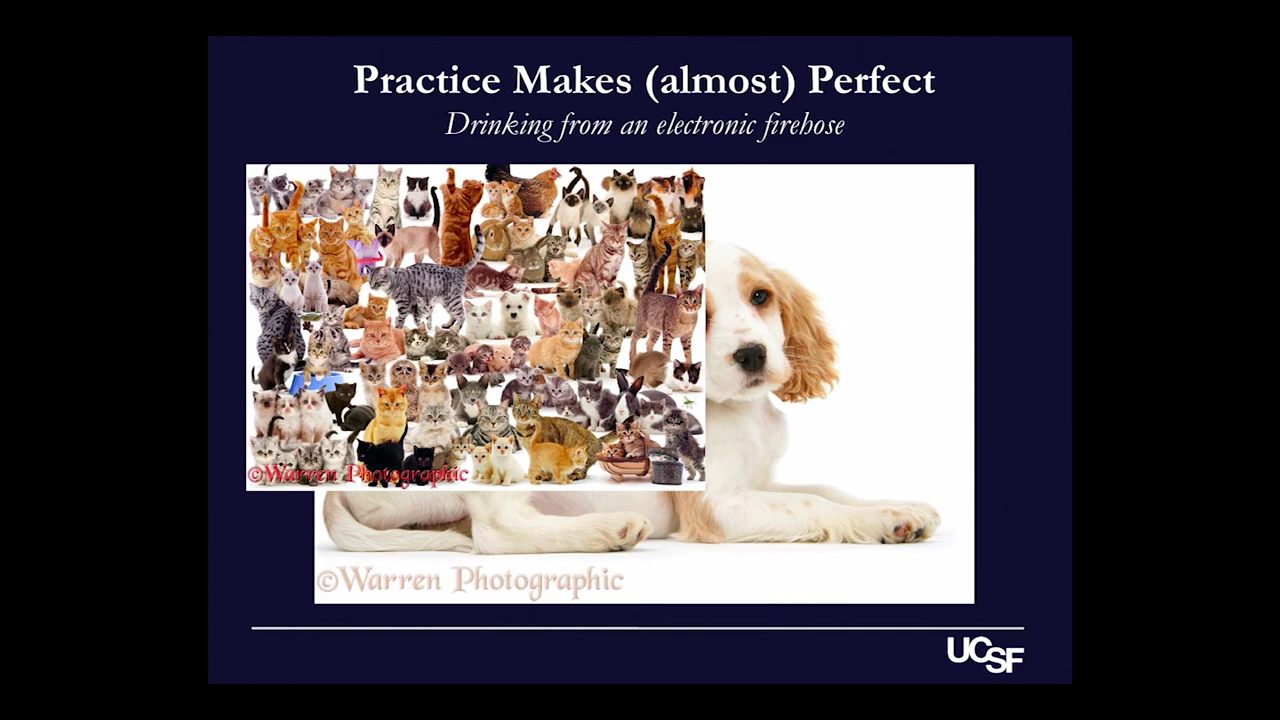 Practice Makes (almost) Perfect
Drinking from an electronic firehose
©Warren Photographic
©Warren Photographic
UCSF